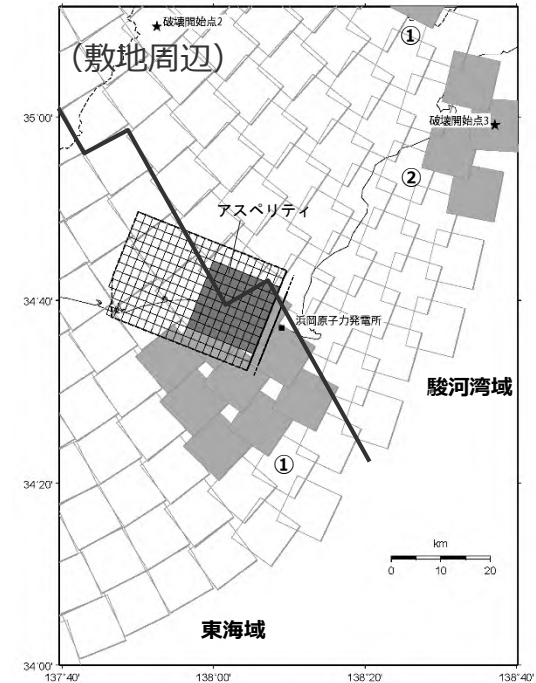 ★破壊開始点2
(敷地周辺)
①
35°00'
破壊開始点3★
②
アスペリティ
34°40'
浜岡原子力発電所
駿河湾域
34°20'
①
km
0 10 20
東海域
34°00'
137°40' 138°00' 138°20' 138°40'